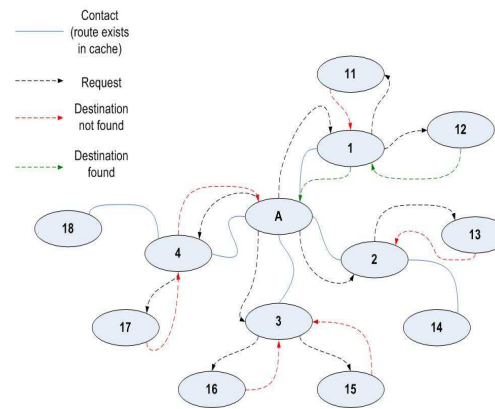 Contact
(route exists
in cache)
Request
Destination
not found
Destination
found
11
12
1
A
18
4
2
13
17
3
14
16
15